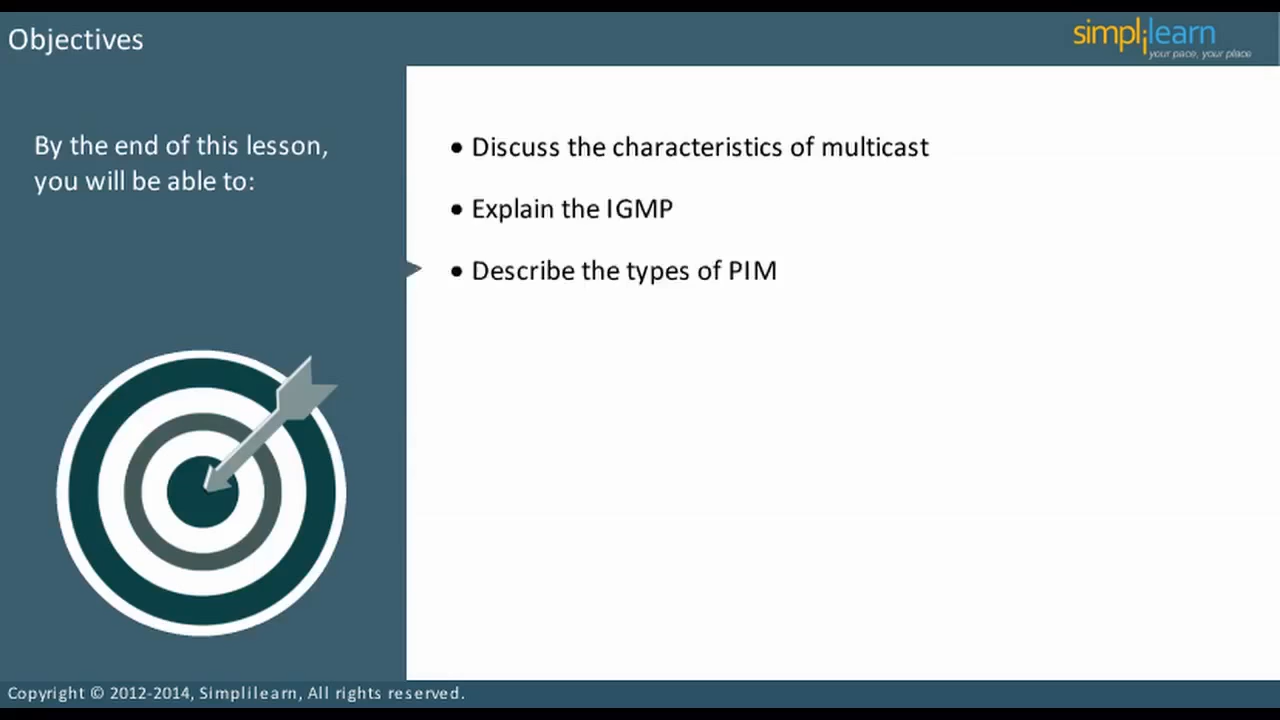 Objectives
simplilearn
your pace, your place
By the end of this lesson,
you will be able to:
• Discuss the characteristics of multicast
• Explain the IGMP
• Describe the types of PIM
Copyright © 2012-2014, Simplilearn, All rights reserved.